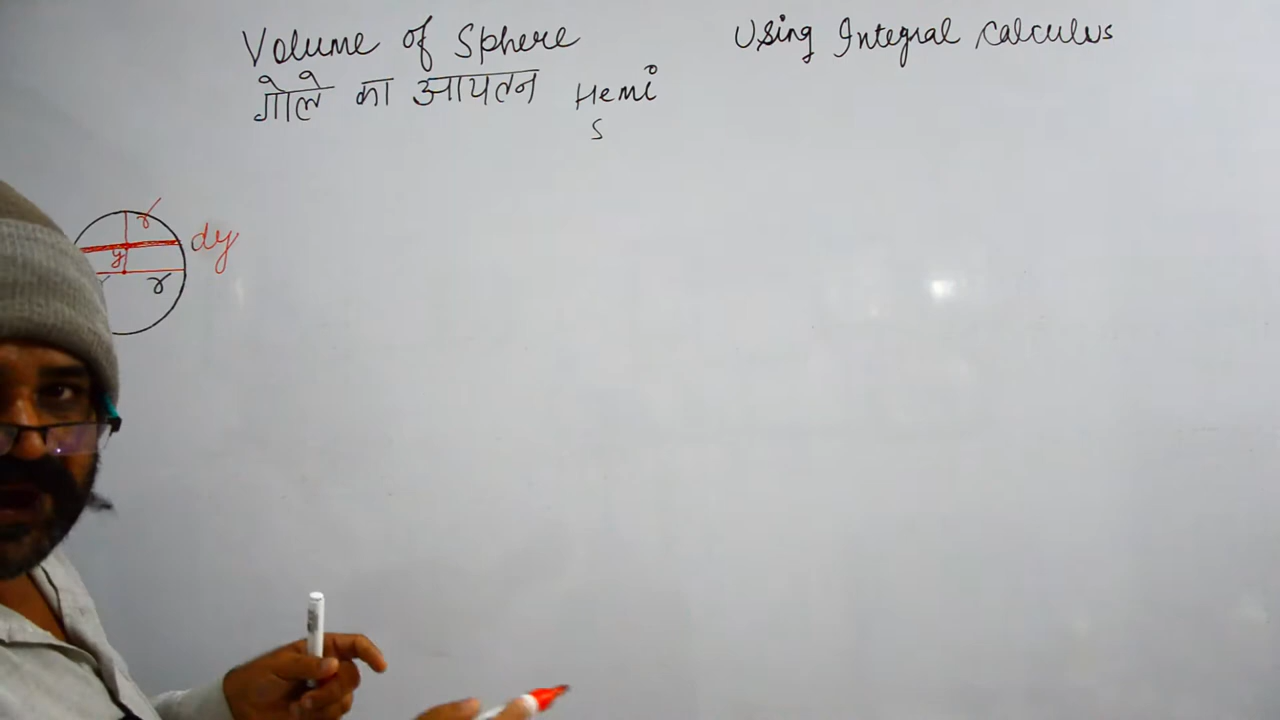 Volume of Sphere
Using Integral Calculus
गोले का आयतन Hemi
S
r
dy
y
r